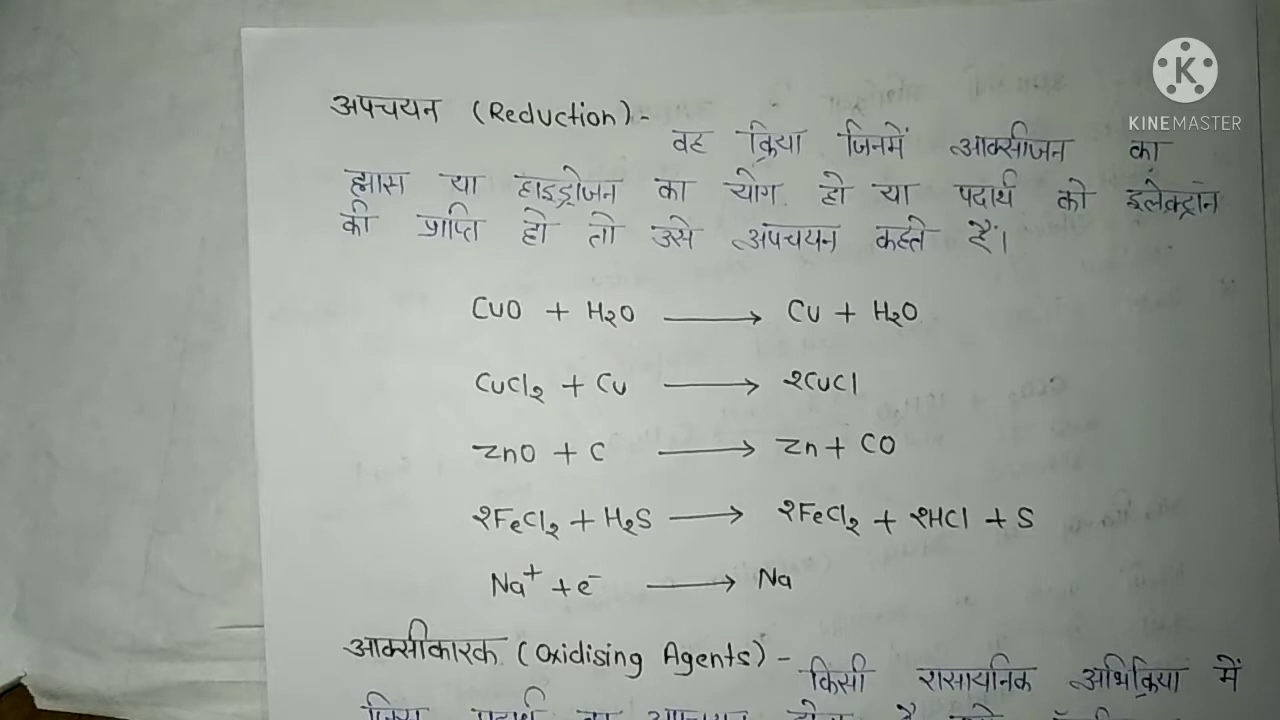 K
KINEMASTER
अपचयन (Reduction)-
वह क्रिया जिनमें आक्सीजन का
ह्रास या हाइड्रोजन का योग हो या पदार्थ को इलेक्ट्रॉन
की प्राप्ति हो तो उसे अपचयन कहते हैं।
CuO + H₂O ⟶ Cu + H₂O
CuCl₂ + Cu ⟶ 2CuCl
ZnO + C ⟶ Zn + CO
2FeCl₂ + H₂S ⟶ 2FeCl₂ + 2HCl + S
Na⁺ + e⁻ ⟶ Na
आक्सीकारक (Oxidising Agents)-
किसी रासायनिक अभिक्रिया में